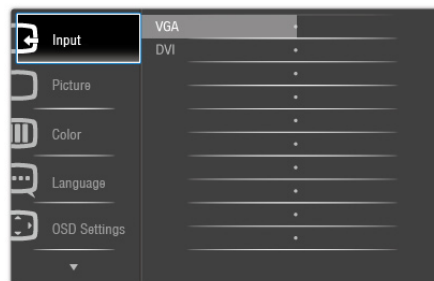 Input
VGA
DVI
Picture
Color
Language
OSD Settings